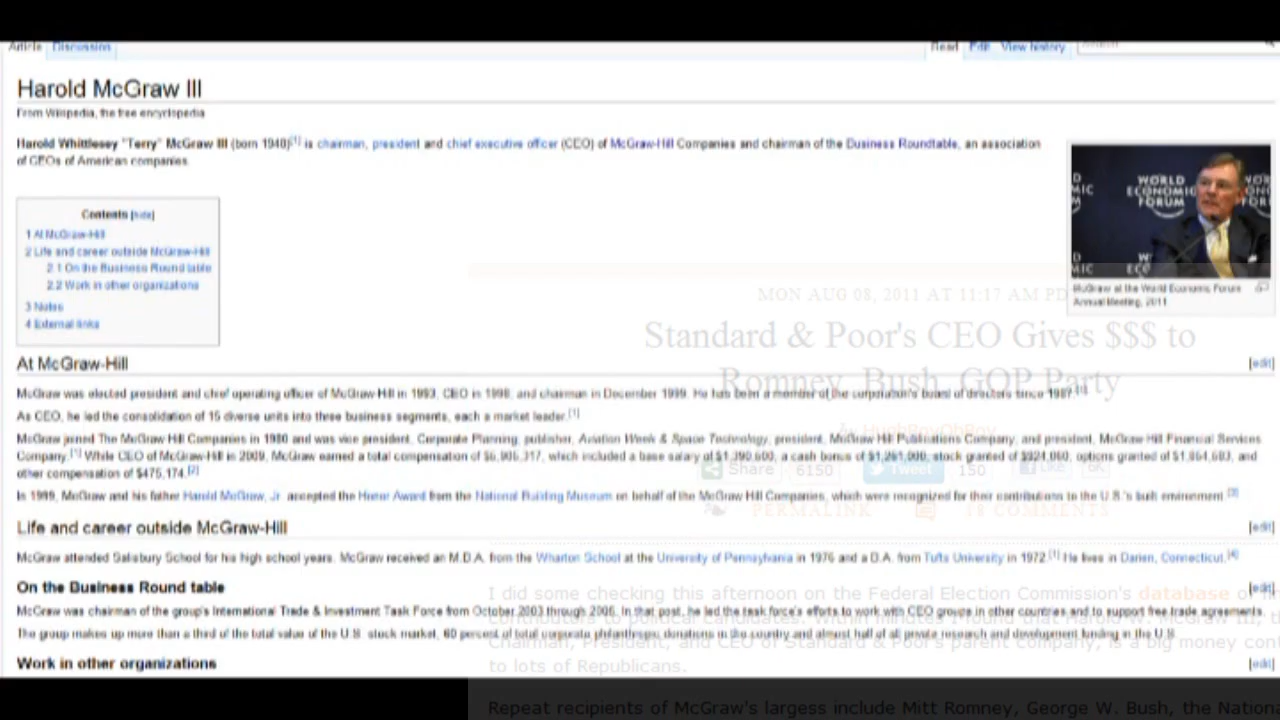 Article Discussion
Read Edit View history Search
Harold McGraw III
From Wikipedia, the free encyclopedia
Harold Whittlesey "Terry" McGraw III (born 1948)[1] is chairman, president and chief executive officer (CEO) of McGraw-Hill Companies and chairman of the Business Roundtable, an association
of CEOs of American companies.
WORLD
ECONOMIC
FORUM
Contents [hide]
1 At McGraw-Hill
2 Life and career outside McGraw-Hill
2.1 On the Business Round table
2.2 Work in other organizations
3 Notes
4 External links
McGraw at the World Economic Forum
Annual Meeting, 2011
MON AUG 08, 2011 AT 11:17 AM PD
Standard & Poor's CEO Gives $$$ to
Romney, Bush, GOP Party
At McGraw-Hill [edit]
McGraw was elected president and chief operating officer of McGraw-Hill in 1993, CEO in 1998, and chairman in December 1999. He has been a member of the corporation's board of directors since 1987.[1]
As CEO, he led the consolidation of 15 diverse units into three business segments, each a market leader.[1]
by HughRoyOhRoy
McGraw joined The McGraw-Hill Companies in 1980 and was vice president, Corporate Planning, publisher, Aviation Week & Space Technology, president, McGraw-Hill Publications Company, and president, McGraw-Hill Financial Services
Company.[1] While CEO of McGraw-Hill in 2009, McGraw earned a total compensation of which included a base salary of a cash bonus of stock granted of options granted of and
other compensation of $475,174.[2]
Share 6150 Tweet 150 Like 6K
In 1999, McGraw and his father Harold McGraw, Jr. accepted the Honor Award from the National Building Museum on behalf of the McGraw Hill Companies, which were recognized for their contributions to the U.S.'s built environment.[3]
PERMALINK 18 COMMENTS
Life and career outside McGraw-Hill [edit]
McGraw attended Salisbury School for his high school years. McGraw received an M.B.A. from the Wharton School at the University of Pennsylvania in 1976 and a B.A. from Tufts University in 1972.[1] He lives in Darien, Connecticut.[4]
On the Business Round table [edit]
I did some checking this afternoon on the Federal Election Commission's database of
McGraw was chairman of the group's International Trade & Investment Task Force from October 2003 through 2006. In that post, he led the task force's efforts to work with CEO groups in other countries and to support free trade agreements.
contributors to political candidates. Within minutes I found that Harold W. McGraw III,
The group makes up more than a third of the total value of the U.S. stock market, 60 percent of total corporate philanthropy donations in the country and almost half of all private research and development funding in the U.S.
Chairman, President, and CEO of Standard & Poor's parent company, is a big money
to lots of Republicans.
Work in other organizations [edit]
Repeat recipients of McGraw's largess include Mitt Romney, George W. Bush, the Nation